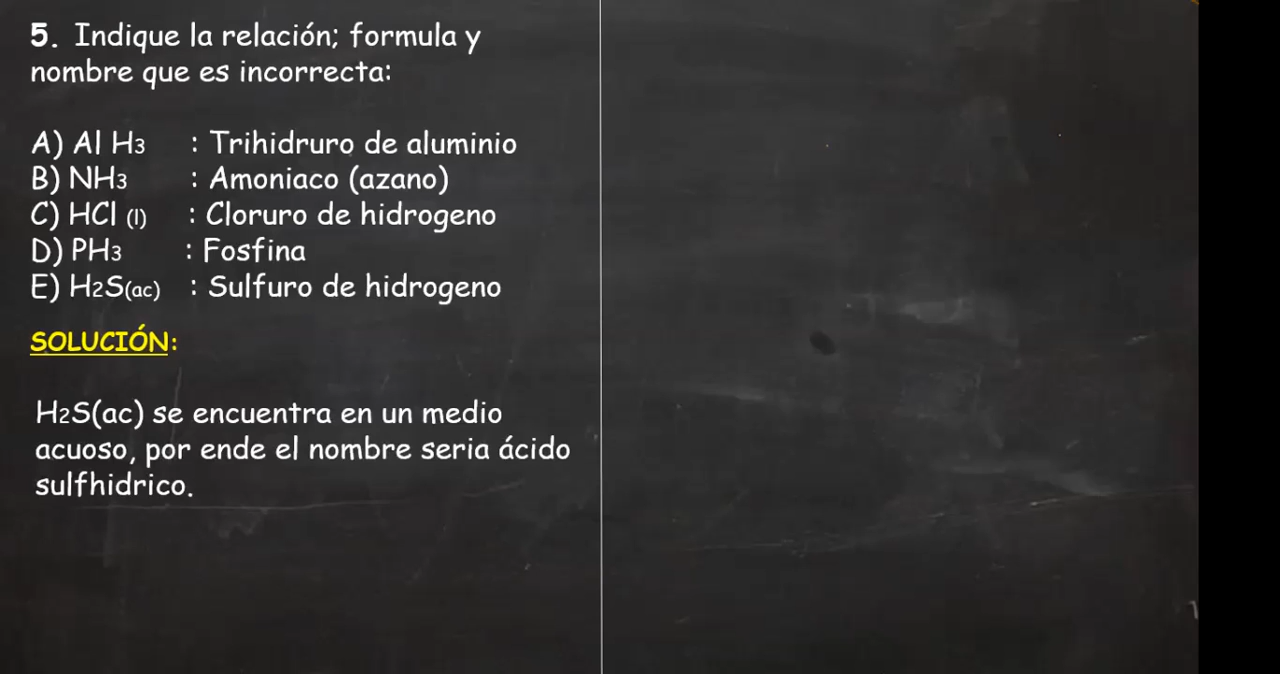 5. Indique la relación; formula y
nombre que es incorrecta:
A) Al H3 : Trihidruro de aluminio
B) NH3 : Amoniaco (azano)
C) HCl (l) : Cloruro de hidrogeno
D) PH3 : Fosfina
E) H2S(ac) : Sulfuro de hidrogeno
SOLUCIÓN:
H2S(ac) se encuentra en un medio
acuoso, por ende el nombre seria ácido
sulfhidrico.